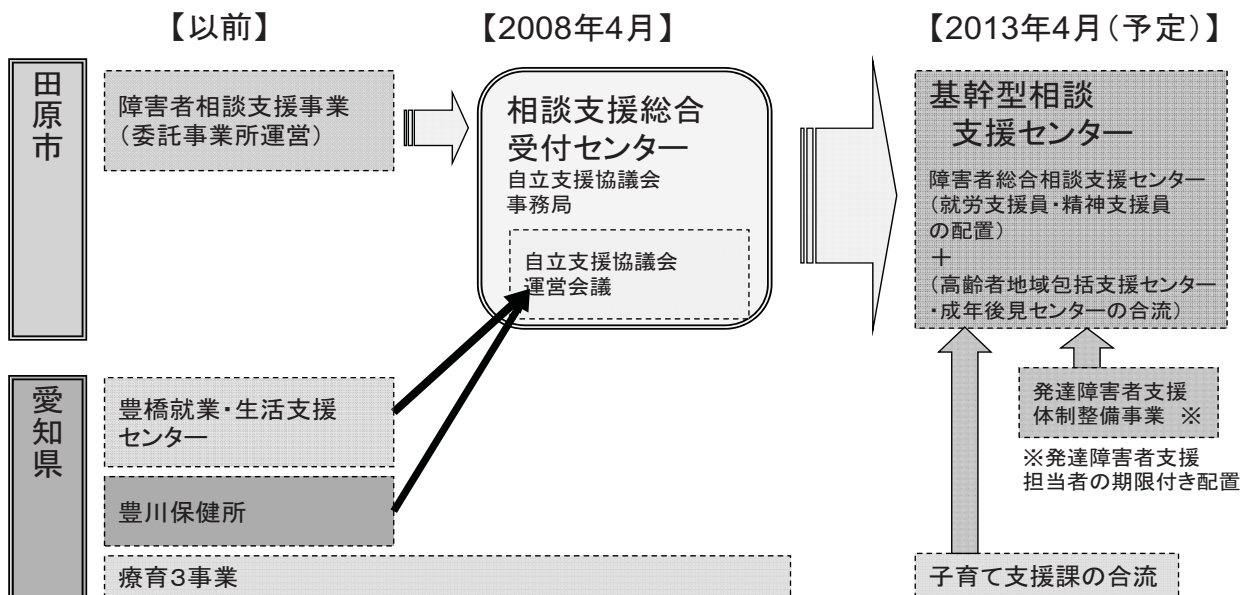 【以前】
【2008年4月】
【2013年4月（予定）】
田原市
障害者相談支援事業
（委託事業所運営）
相談支援総合
受付センター
自立支援協議会
事務局
自立支援協議会
運営会議
基幹型相談
支援センター
障害者総合相談支援センター
（就労支援員・精神支援員
の配置）
＋
（高齢者地域包括支援センター
・成年後見センターの合流）
愛知県
豊橋就業・生活支援
センター
豊川保健所
療育３事業
発達障害者支援
体制整備事業　※
※発達障害者支援
担当者の期限付き配置
子育て支援課の合流